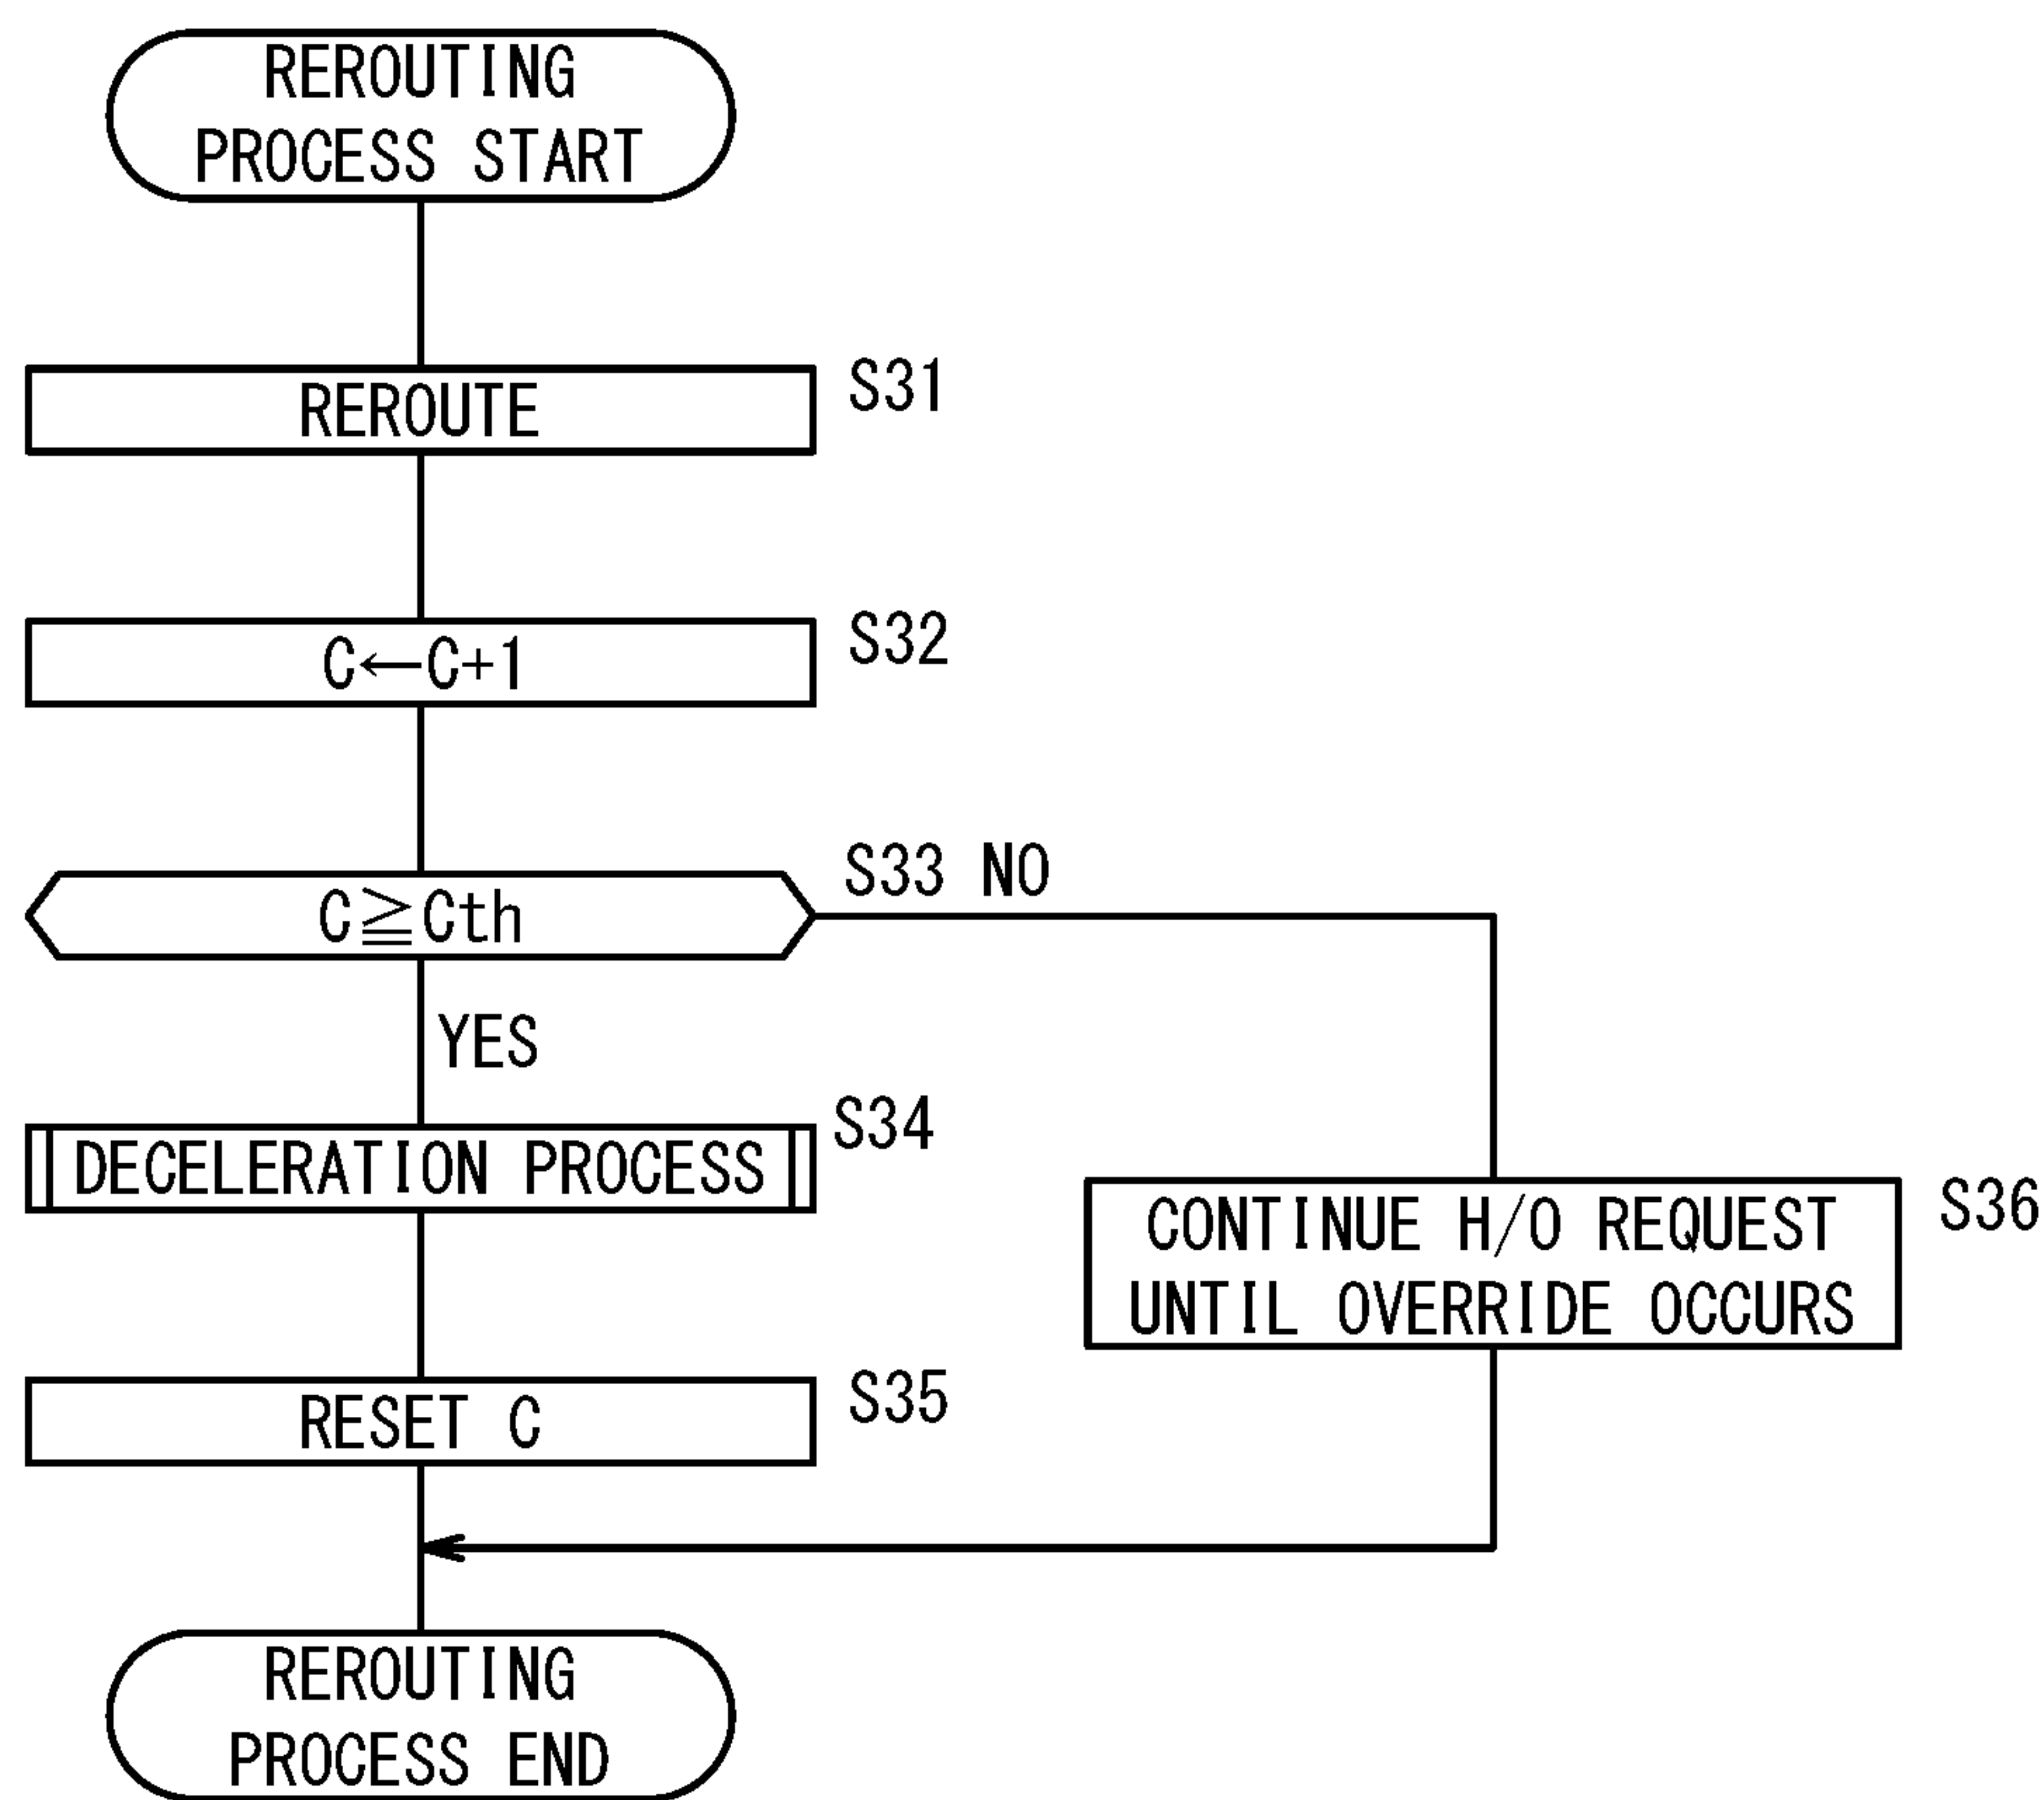 REROUTING
PROCESS START
REROUTE
S31
C←C+1
S32
C≧Cth
S33 NO
YES
DECELERATION PROCESS
S34
CONTINUE H/O REQUEST
UNTIL OVERRIDE OCCURS
S36
RESET C
S35
REROUTING
PROCESS END